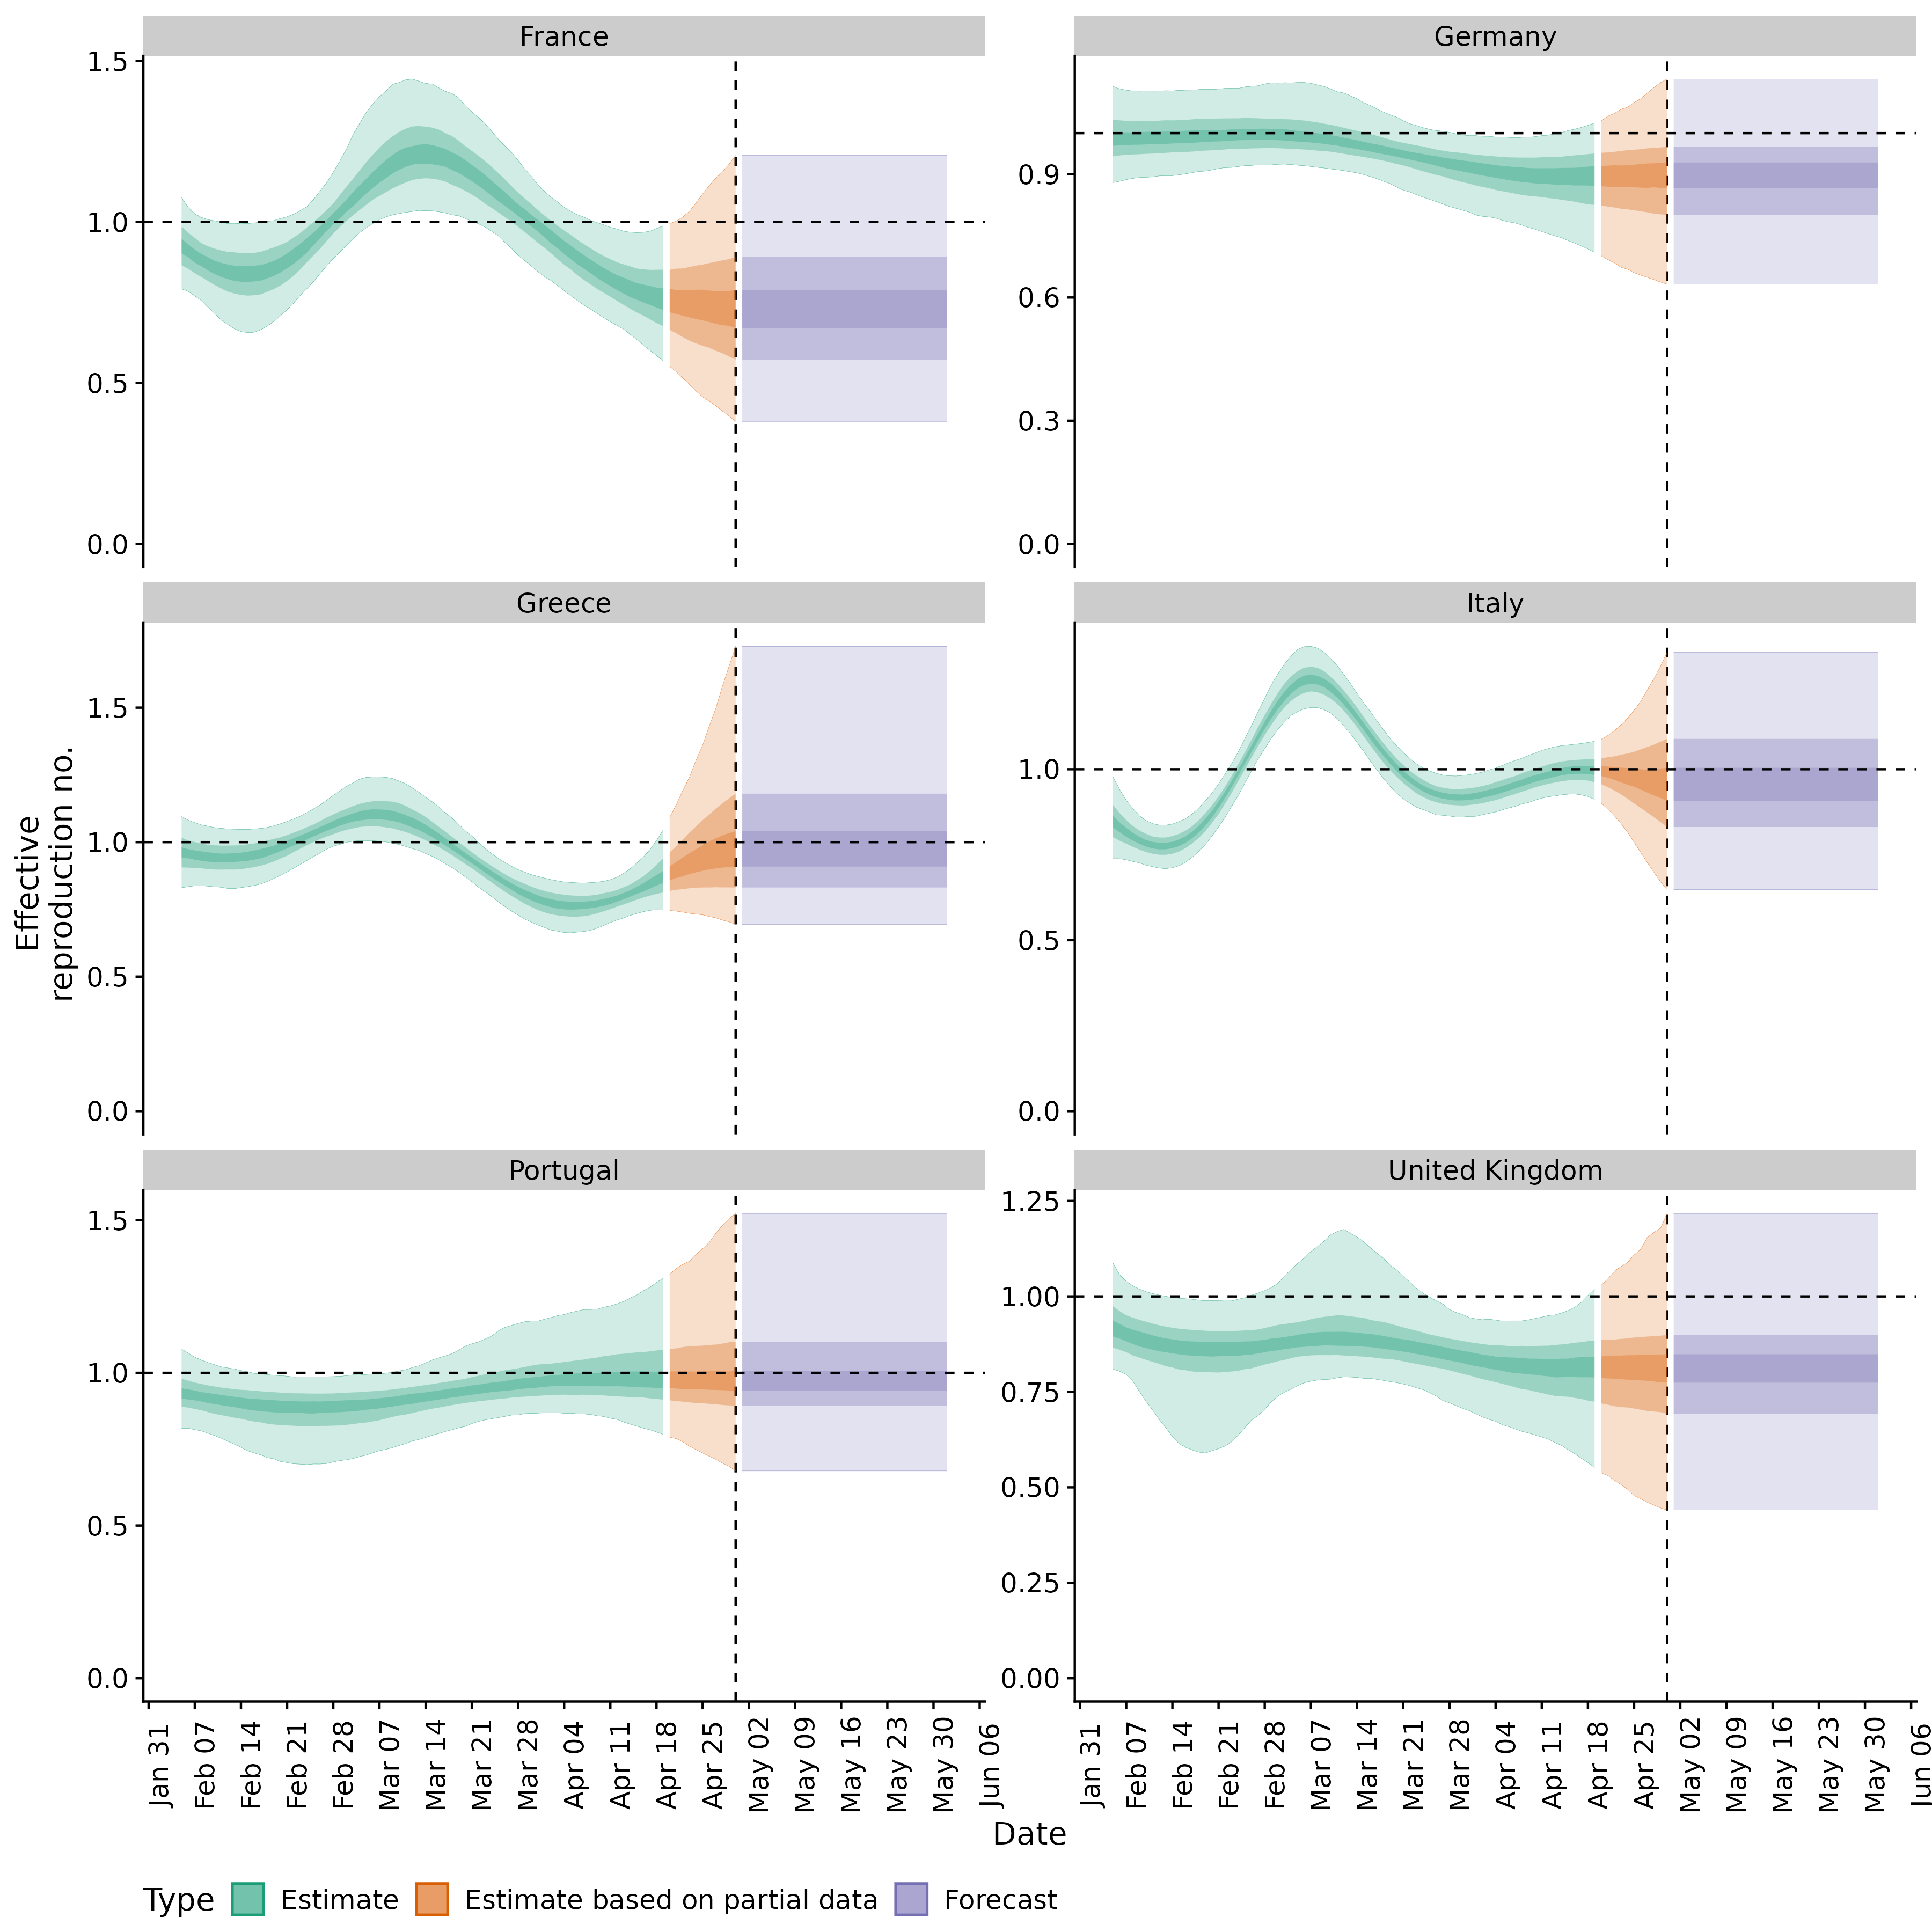 France
Germany
1.5
1.0
0.5
0.0
0.9
0.6
0.3
0.0
Greece
Italy
1.5
1.0
0.5
0.0
1.0
0.5
0.0
Effective
reproduction no.
Portugal
United Kingdom
1.5
1.0
0.5
0.0
1.25
1.00
0.75
0.50
0.25
0.00
Jan 31
Feb 07
Feb 14
Feb 21
Feb 28
Mar 07
Mar 14
Mar 21
Mar 28
Apr 04
Apr 11
Apr 18
Apr 25
May 02
May 09
May 16
May 23
May 30
Jun 06
Jan 31
Feb 07
Feb 14
Feb 21
Feb 28
Mar 07
Mar 14
Mar 21
Mar 28
Apr 04
Apr 11
Apr 18
Apr 25
May 02
May 09
May 16
May 23
May 30
Jun 06
Date
Type Estimate Estimate based on partial data Forecast